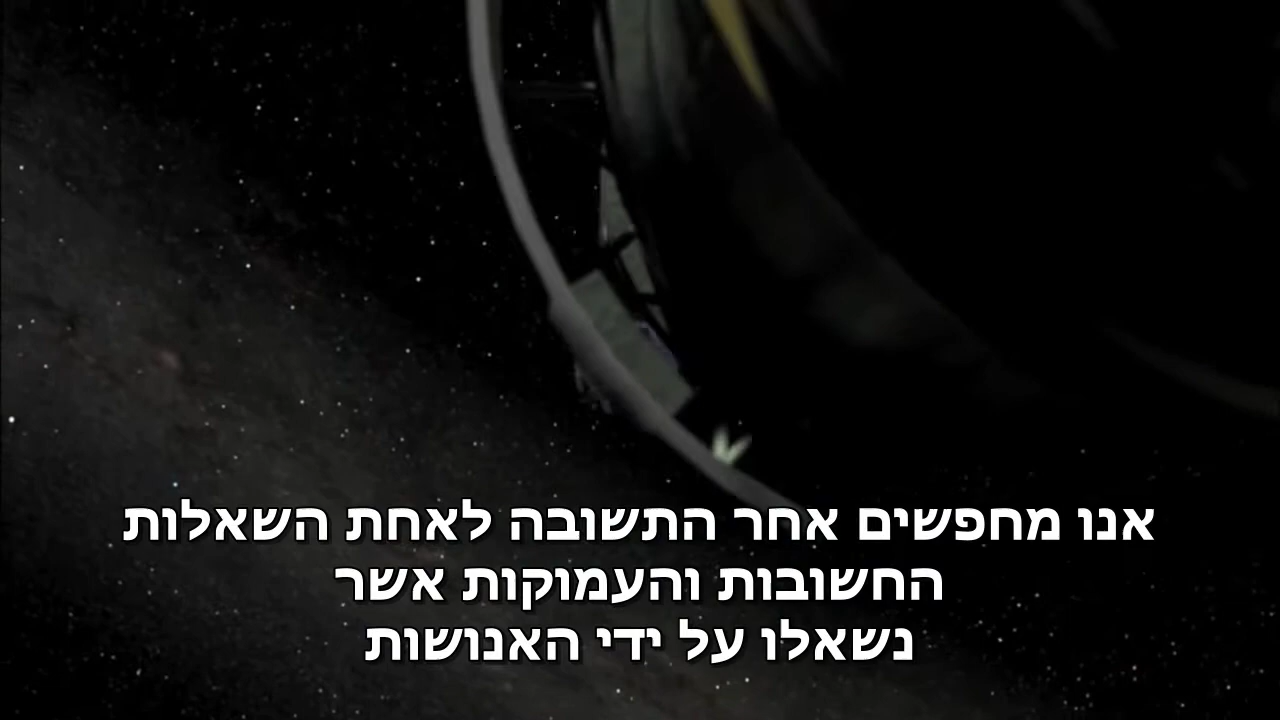 אנו מחפשים אחר התשובה לאחת השאלות
החשובות והעמוקות אשר
נשאלו על ידי האנושות